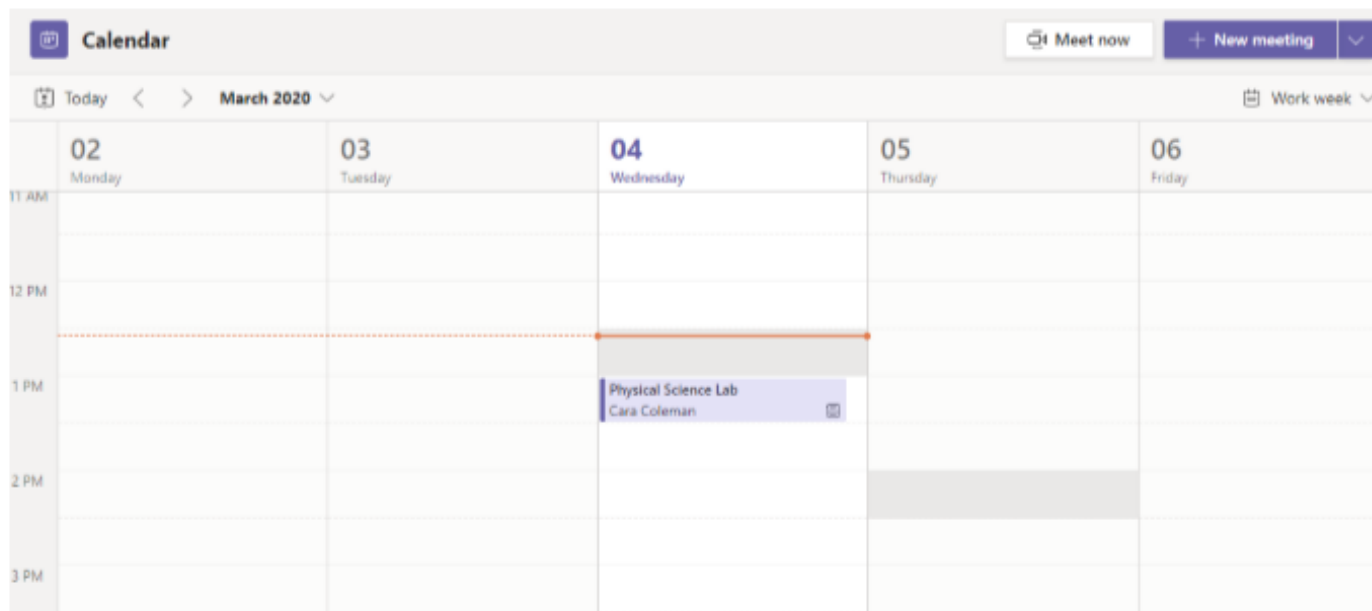 Calendar
Meet now
New meeting
Today
March 2020
Work week
02
03
04
05
06
Monday
Tuesday
Wednesday
Thursday
Friday
11 AM
12 PM
1 PM
Physical Science Lab
Cara Coleman
2 PM
3 PM